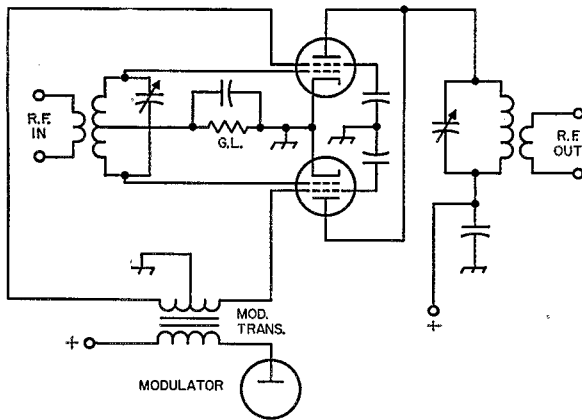 R.F.
IN
G.L.
R.F.
OUT
+
MOD.
TRANS.
+
MODULATOR